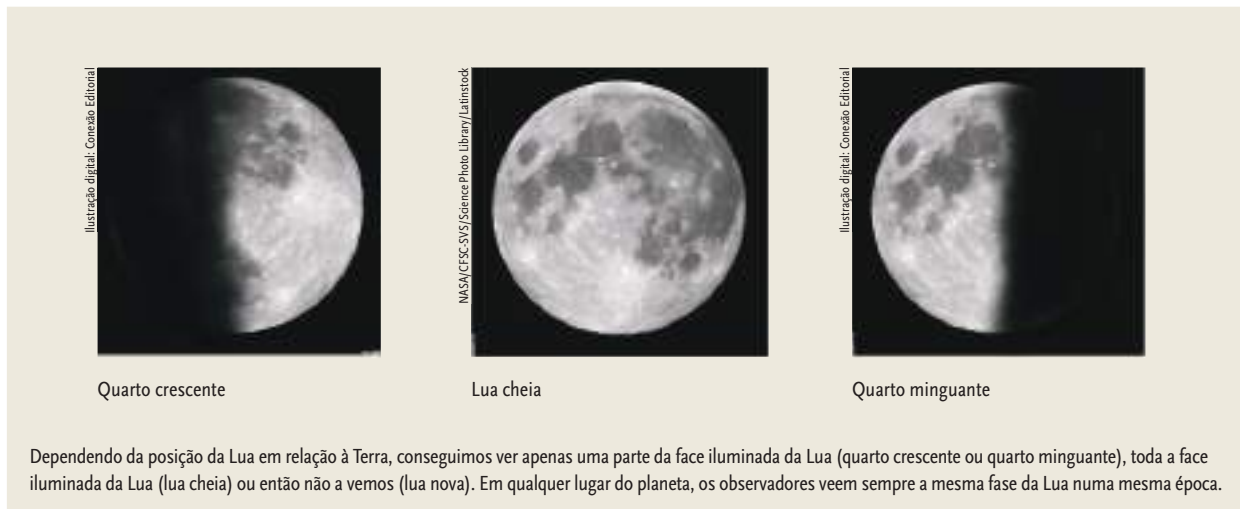 Ilustração digital: Conexão Editorial
NASA/CFSC-SVS/Science Photo Library/Latinstock
Ilustração digital: Conexão Editorial
Quarto crescente
Lua cheia
Quarto minguante
Dependendo da posição da Lua em relação à Terra, conseguimos ver apenas uma parte da face iluminada da Lua (quarto crescente ou quarto minguante), toda a face
iluminada da Lua (lua cheia) ou então não a vemos (lua nova). Em qualquer lugar do planeta, os observadores veem sempre a mesma fase da Lua numa mesma época.